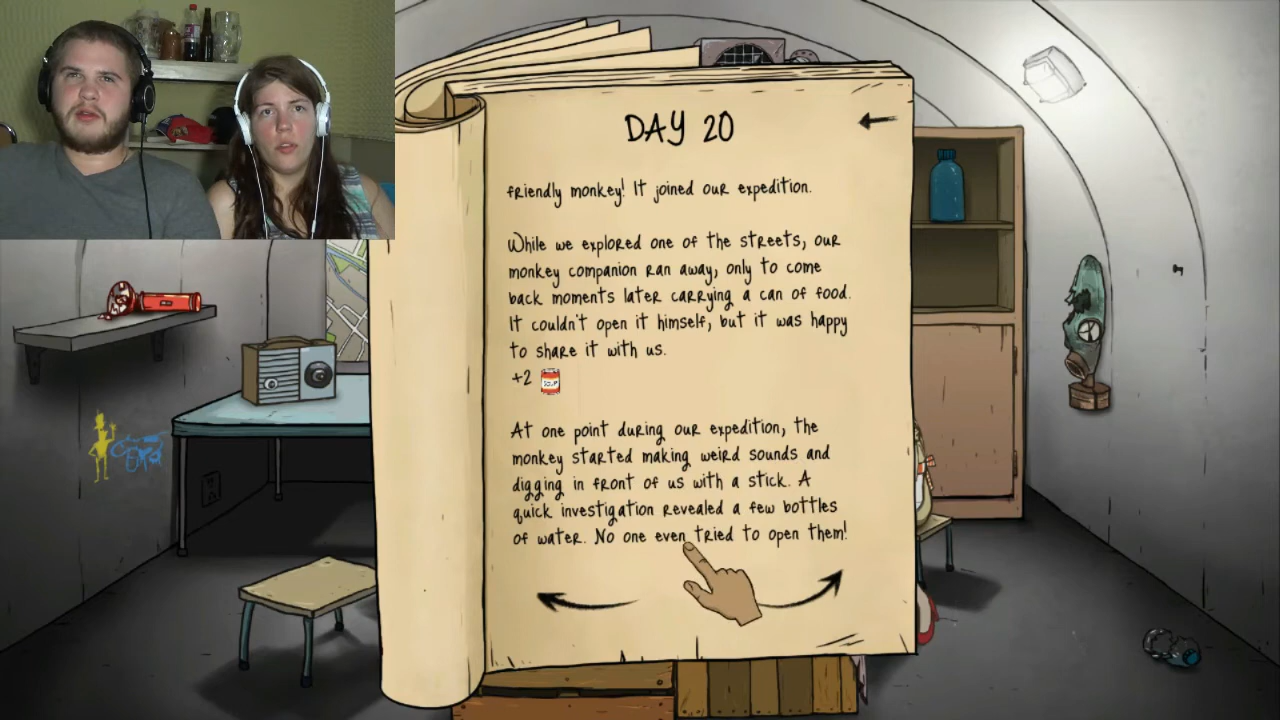 DAY 20
friendly monkey! It joined our expedition.
While we explored one of the streets, our
monkey companion ran away, only to come
back moments later carrying a can of food.
It couldn't open it himself, but it was happy
to share it with us.
+2 SOUP
At one point during our expedition, the
monkey started making weird sounds and
digging in front of us with a stick. A
quick investigation revealed a few bottles
of water. No one even tried to open them!